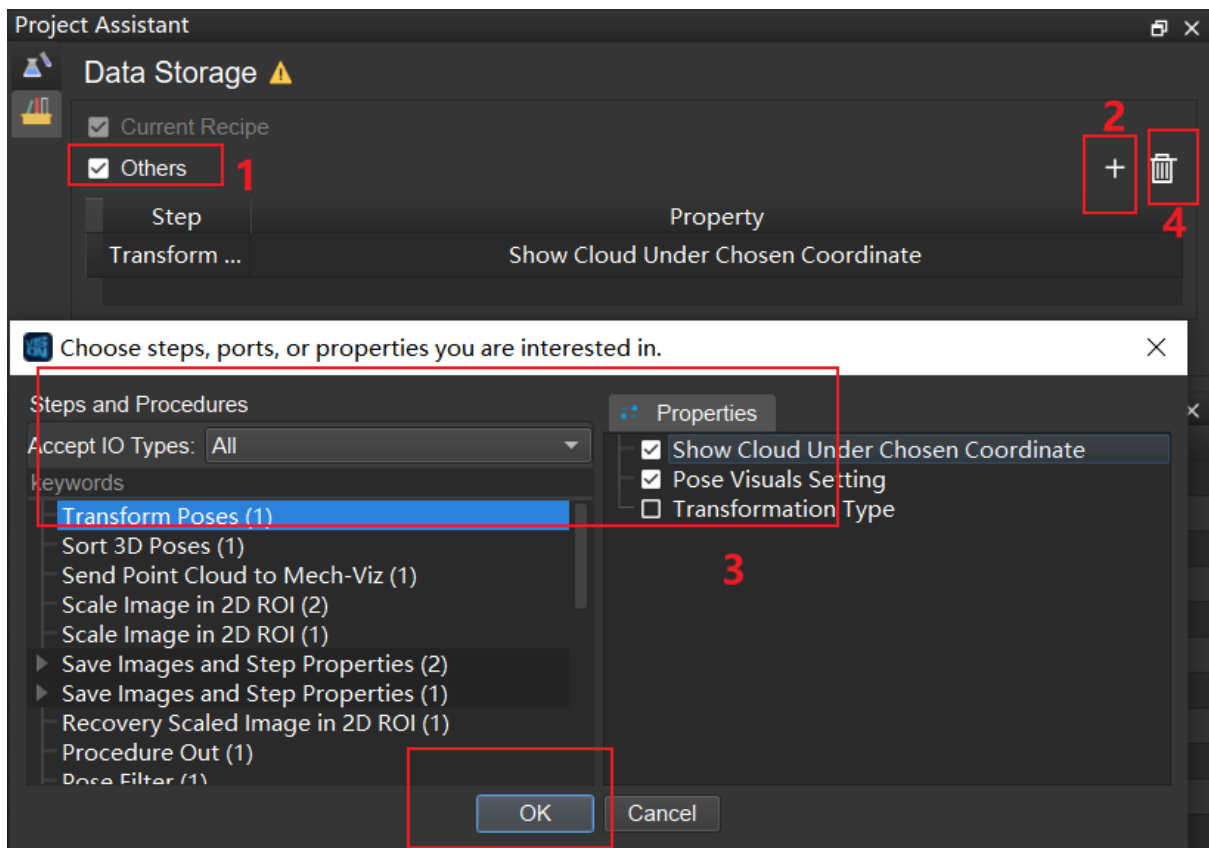 Project Assistant
Data Storage
Current Recipe
2
Others
1
4
Step Property
Transform ... Show Cloud Under Chosen Coordinate
Choose steps, ports, or properties you are interested in.
Steps and Procedures
Properties
Accept IO Types: All
Show Cloud Under Chosen Coordinate
keywords
Pose Visuals Setting
Transform Poses (1)
Transformation Type
Sort 3D Poses (1)
3
Send Point Cloud to Mech-Viz (1)
Scale Image in 2D ROI (2)
Scale Image in 2D ROI (1)
Save Images and Step Properties (2)
Save Images and Step Properties (1)
Recovery Scaled Image in 2D ROI (1)
Procedure Out (1)
Pose Filter (1)
OK Cancel